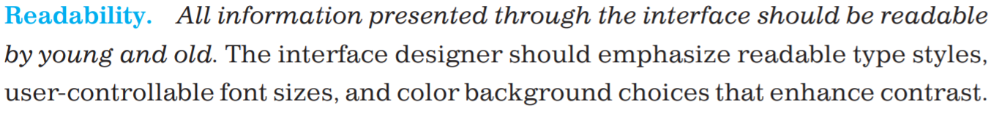 Readability. All information presented through the interface should be readable
by young and old. The interface designer should emphasize readable type styles,
user-controllable font sizes, and color background choices that enhance contrast.